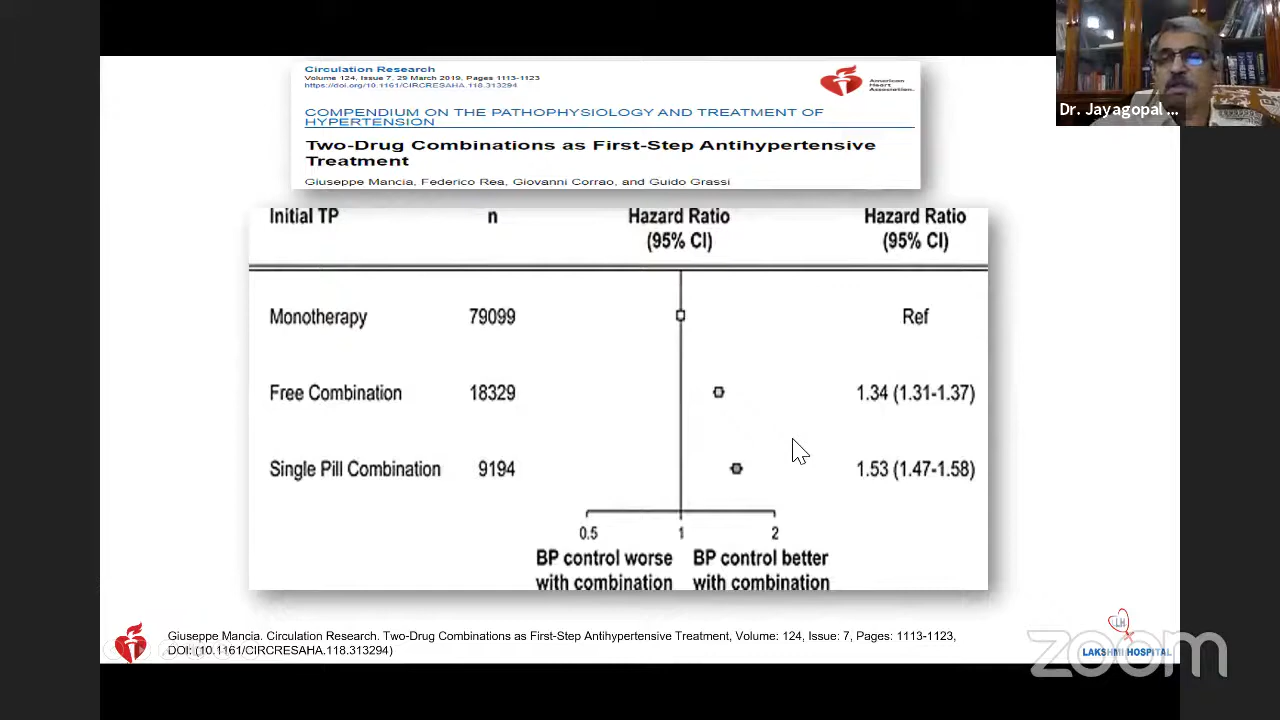 Circulation Research
Volume 124, Issue 7, 29 March 2019, Pages 1113-1123
https://doi.org/10.1161/CIRCRESAHA.118.313294
American
Heart
Association.
COMPENDIUM ON THE PATHOPHYSIOLOGY AND TREATMENT OF
HYPERTENSION
Two-Drug Combinations as First-Step Antihypertensive
Treatment
Giuseppe Mancia, Federico Rea, Giovanni Corrao, and Guido Grassi
Dr. Jayagopal ...
Initial TP n Hazard Ratio Hazard Ratio
(95% CI) (95% CI)
Monotherapy 79099 Ref
Free Combination 18329 1.34 (1.31-1.37)
Single Pill Combination 9194 1.53 (1.47-1.58)
0.5 1 2
BP control worse BP control better
with combination with combination
Giuseppe Mancia. Circulation Research. Two-Drug Combinations as First-Step Antihypertensive Treatment, Volume: 124, Issue: 7, Pages: 1113-1123,
DOI: (10.1161/CIRCRESAHA.118.313294)
LH
LAKSHMI HOSPITAL
zoom